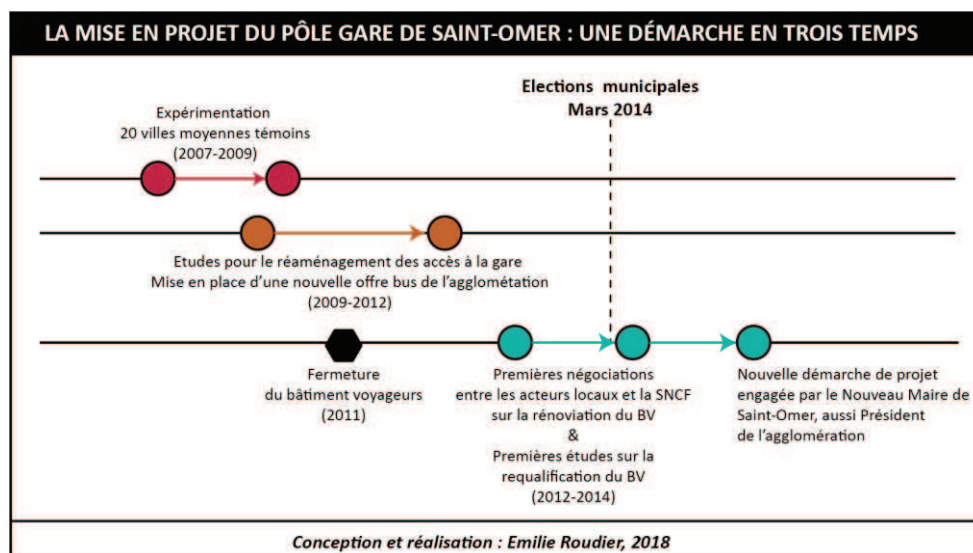 LA MISE EN PROJET DU PÔLE GARE DE SAINT-OMER : UNE DÉMARCHE EN TROIS TEMPS
Elections municipales
Mars 2014
Expérimentation
20 villes moyennes témoins
(2007-2009)
Etudes pour le réaménagement des accès à la gare
Mise en place d'une nouvelle offre bus de l'agglométation
(2009-2012)
Fermeture
du bâtiment voyageurs
(2011)
Premières négociations
entre les acteurs locaux et la SNCF
sur la rénoviation du BV
&
Premières études sur la
requalification du BV
(2012-2014)
Nouvelle démarche de projet
engagée par le Nouveau Maire de
Saint-Omer, aussi Président
de l'agglomération
Conception et réalisation : Emilie Roudier, 2018